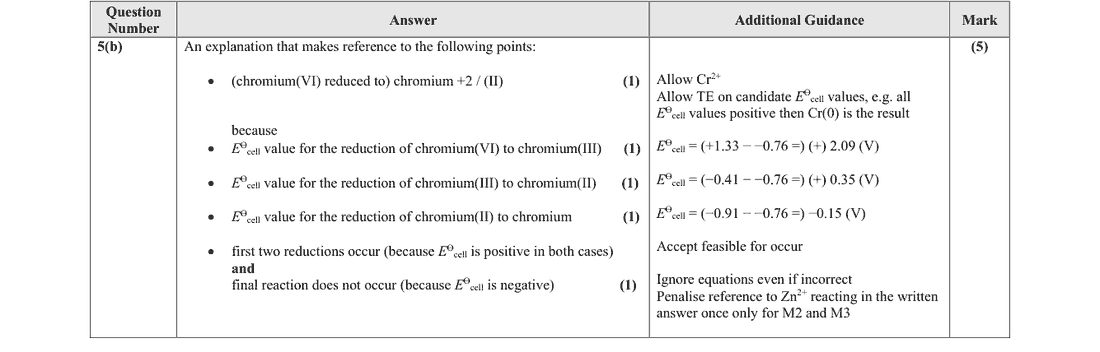 Question Number
Answer
Additional Guidance
Mark
5(b)
An explanation that makes reference to the following points:
(5)
• (chromium(VI) reduced to) chromium +2 / (II) (1)
Allow Cr²⁺
Allow TE on candidate E⊖cell values, e.g. all
E⊖cell values positive then Cr(0) is the result
because
• E⊖cell value for the reduction of chromium(VI) to chromium(III) (1)
E⊖cell = (+1.33 − −0.76 =) (+) 2.09 (V)
• E⊖cell value for the reduction of chromium(III) to chromium(II) (1)
E⊖cell = (−0.41 − −0.76 =) (+) 0.35 (V)
• E⊖cell value for the reduction of chromium(II) to chromium (1)
E⊖cell = (−0.91 − −0.76 =) −0.15 (V)
• first two reductions occur (because E⊖cell is positive in both cases)
and
final reaction does not occur (because E⊖cell is negative) (1)
Accept feasible for occur
Ignore equations even if incorrect
Penalise reference to Zn²⁺ reacting in the written
answer once only for M2 and M3